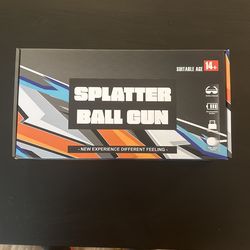 SUITABLE AGE 14+
SPLATTER
BALL GUN
- NEW EXPERIENCE DIFFERENT FEELING -